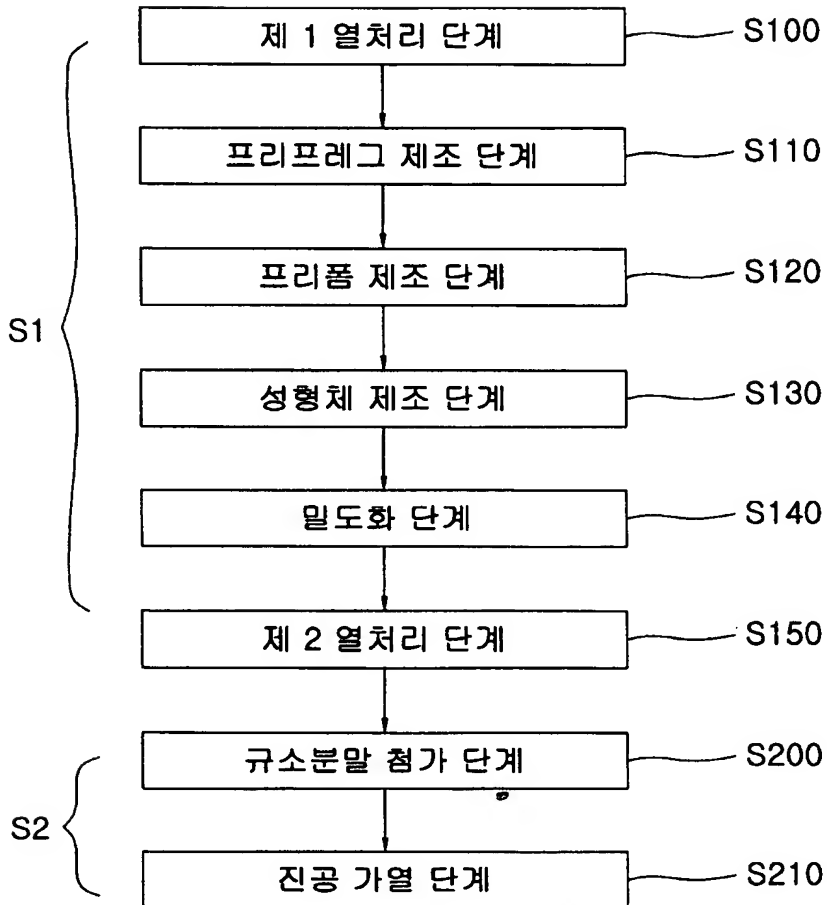 제 1 열처리 단계 S100
프리프레그 제조 단계 S110
프리폼 제조 단계 S120
S1
성형체 제조 단계 S130
밀도화 단계 S140
제 2 열처리 단계 S150
규소분말 첨가 단계 S200
S2
진공 가열 단계 S210